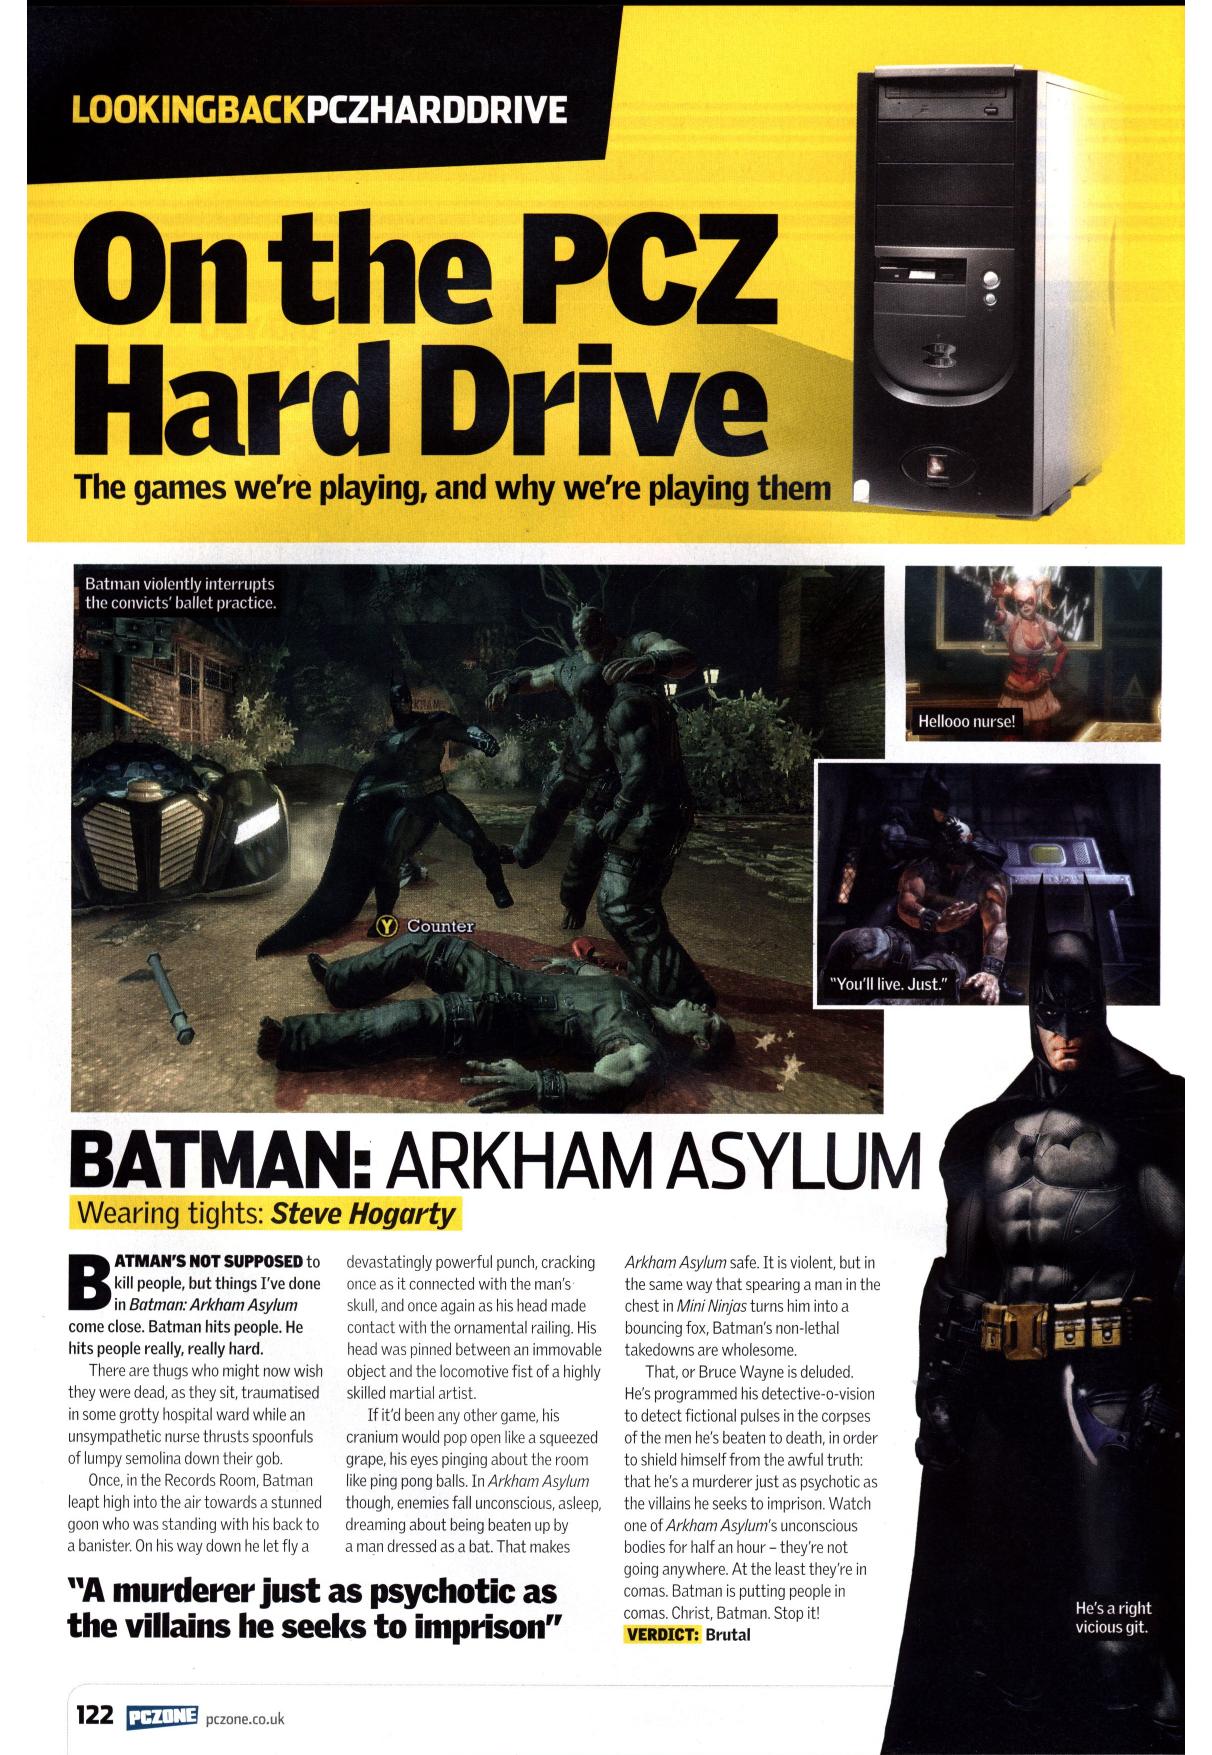 LOOKINGBACKPCZHARDDRIVE
On the PCZ
Hard Drive
The games we're playing, and why we're playing them
Batman violently interrupts
the convicts' ballet practice.
Hellooo nurse!
Y Counter
"You'll live. Just."
BATMAN: ARKHAM ASYLUM
Wearing tights: Steve Hogarty
BATMAN'S NOT SUPPOSED to
kill people, but things I've done
in Batman: Arkham Asylum
come close. Batman hits people. He
hits people really, really hard.
There are thugs who might now wish
they were dead, as they sit, traumatised
in some grotty hospital ward while an
unsympathetic nurse thrusts spoonfuls
of lumpy semolina down their gob.
Once, in the Records Room, Batman
leapt high into the air towards a stunned
goon who was standing with his back to
a banister. On his way down he let fly a
devastatingly powerful punch, cracking
once as it connected with the man's
skull, and once again as his head made
contact with the ornamental railing. His
head was pinned between an immovable
object and the locomotive fist of a highly
skilled martial artist.
If it'd been any other game, his
cranium would pop open like a squeezed
grape, his eyes pinging about the room
like ping pong balls. In Arkham Asylum
though, enemies fall unconscious, asleep,
dreaming about being beaten up by
a man dressed as a bat. That makes
Arkham Asylum safe. It is violent, but in
the same way that spearing a man in the
chest in Mini Ninjas turns him into a
bouncing fox, Batman's non-lethal
takedowns are wholesome.
That, or Bruce Wayne is deluded.
He's programmed his detective-o-vision
to detect fictional pulses in the corpses
of the men he's beaten to death, in order
to shield himself from the awful truth:
that he's a murderer just as psychotic as
the villains he seeks to imprison. Watch
one of Arkham Asylum's unconscious
bodies for half an hour – they're not
going anywhere. At the least they're in
comas. Batman is putting people in
comas. Christ, Batman. Stop it!
VERDICT: Brutal
"A murderer just as psychotic as
the villains he seeks to imprison"
He's a right
vicious git.
122 PCZONE pczone.co.uk